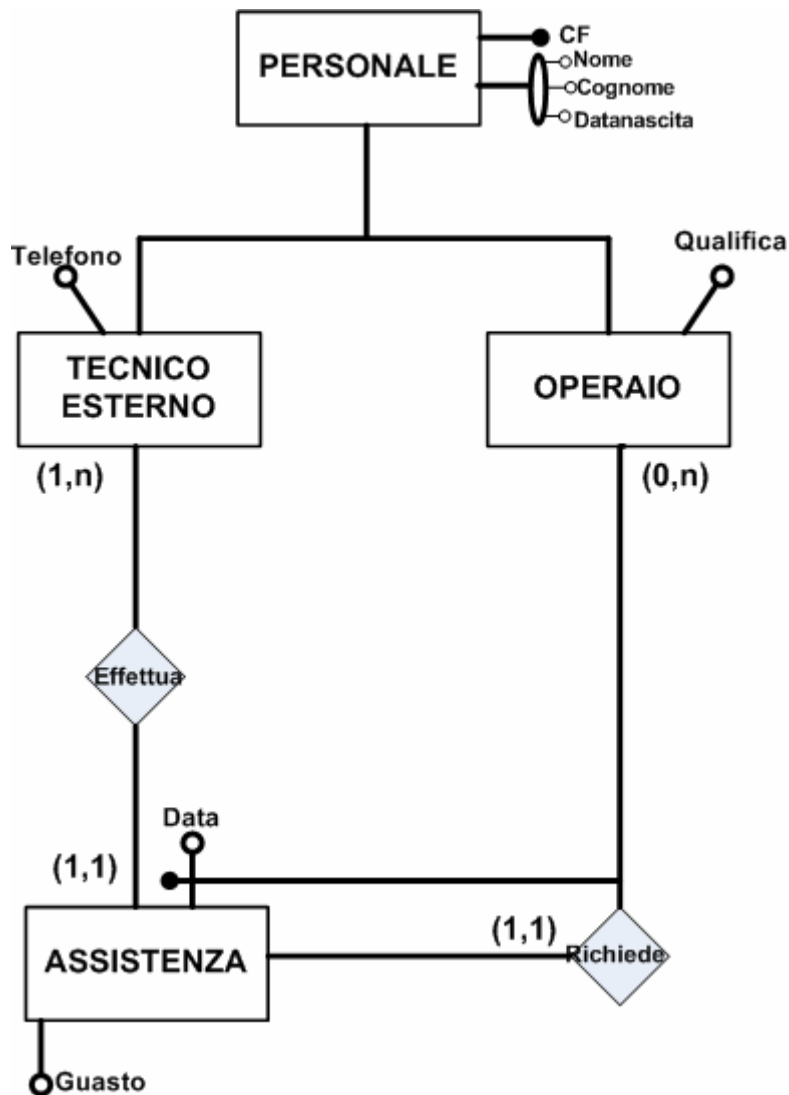 PERSONALE
CF
Nome
Cognome
Datanascita
Telefono
Qualifica
TECNICO
ESTERNO
OPERAIO
(1,n)
(0,n)
Effettua
Data
(1,1)
(1,1)
ASSISTENZA
Richiede
Guasto